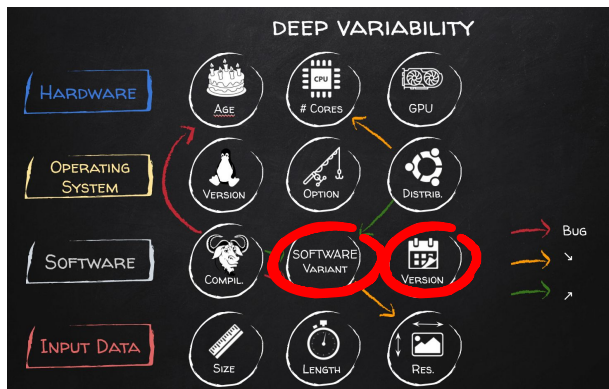 DEEP VARIABILITY
HARDWARE
AGE
CPU
# CORES
GPU
OPERATING
SYSTEM
VERSION
OPTION
DISTRIB.
SOFTWARE
COMPIL.
SOFTWARE
VARIANT
VERSION
BUG
↘
↗
INPUT DATA
SIZE
LENGTH
RES.